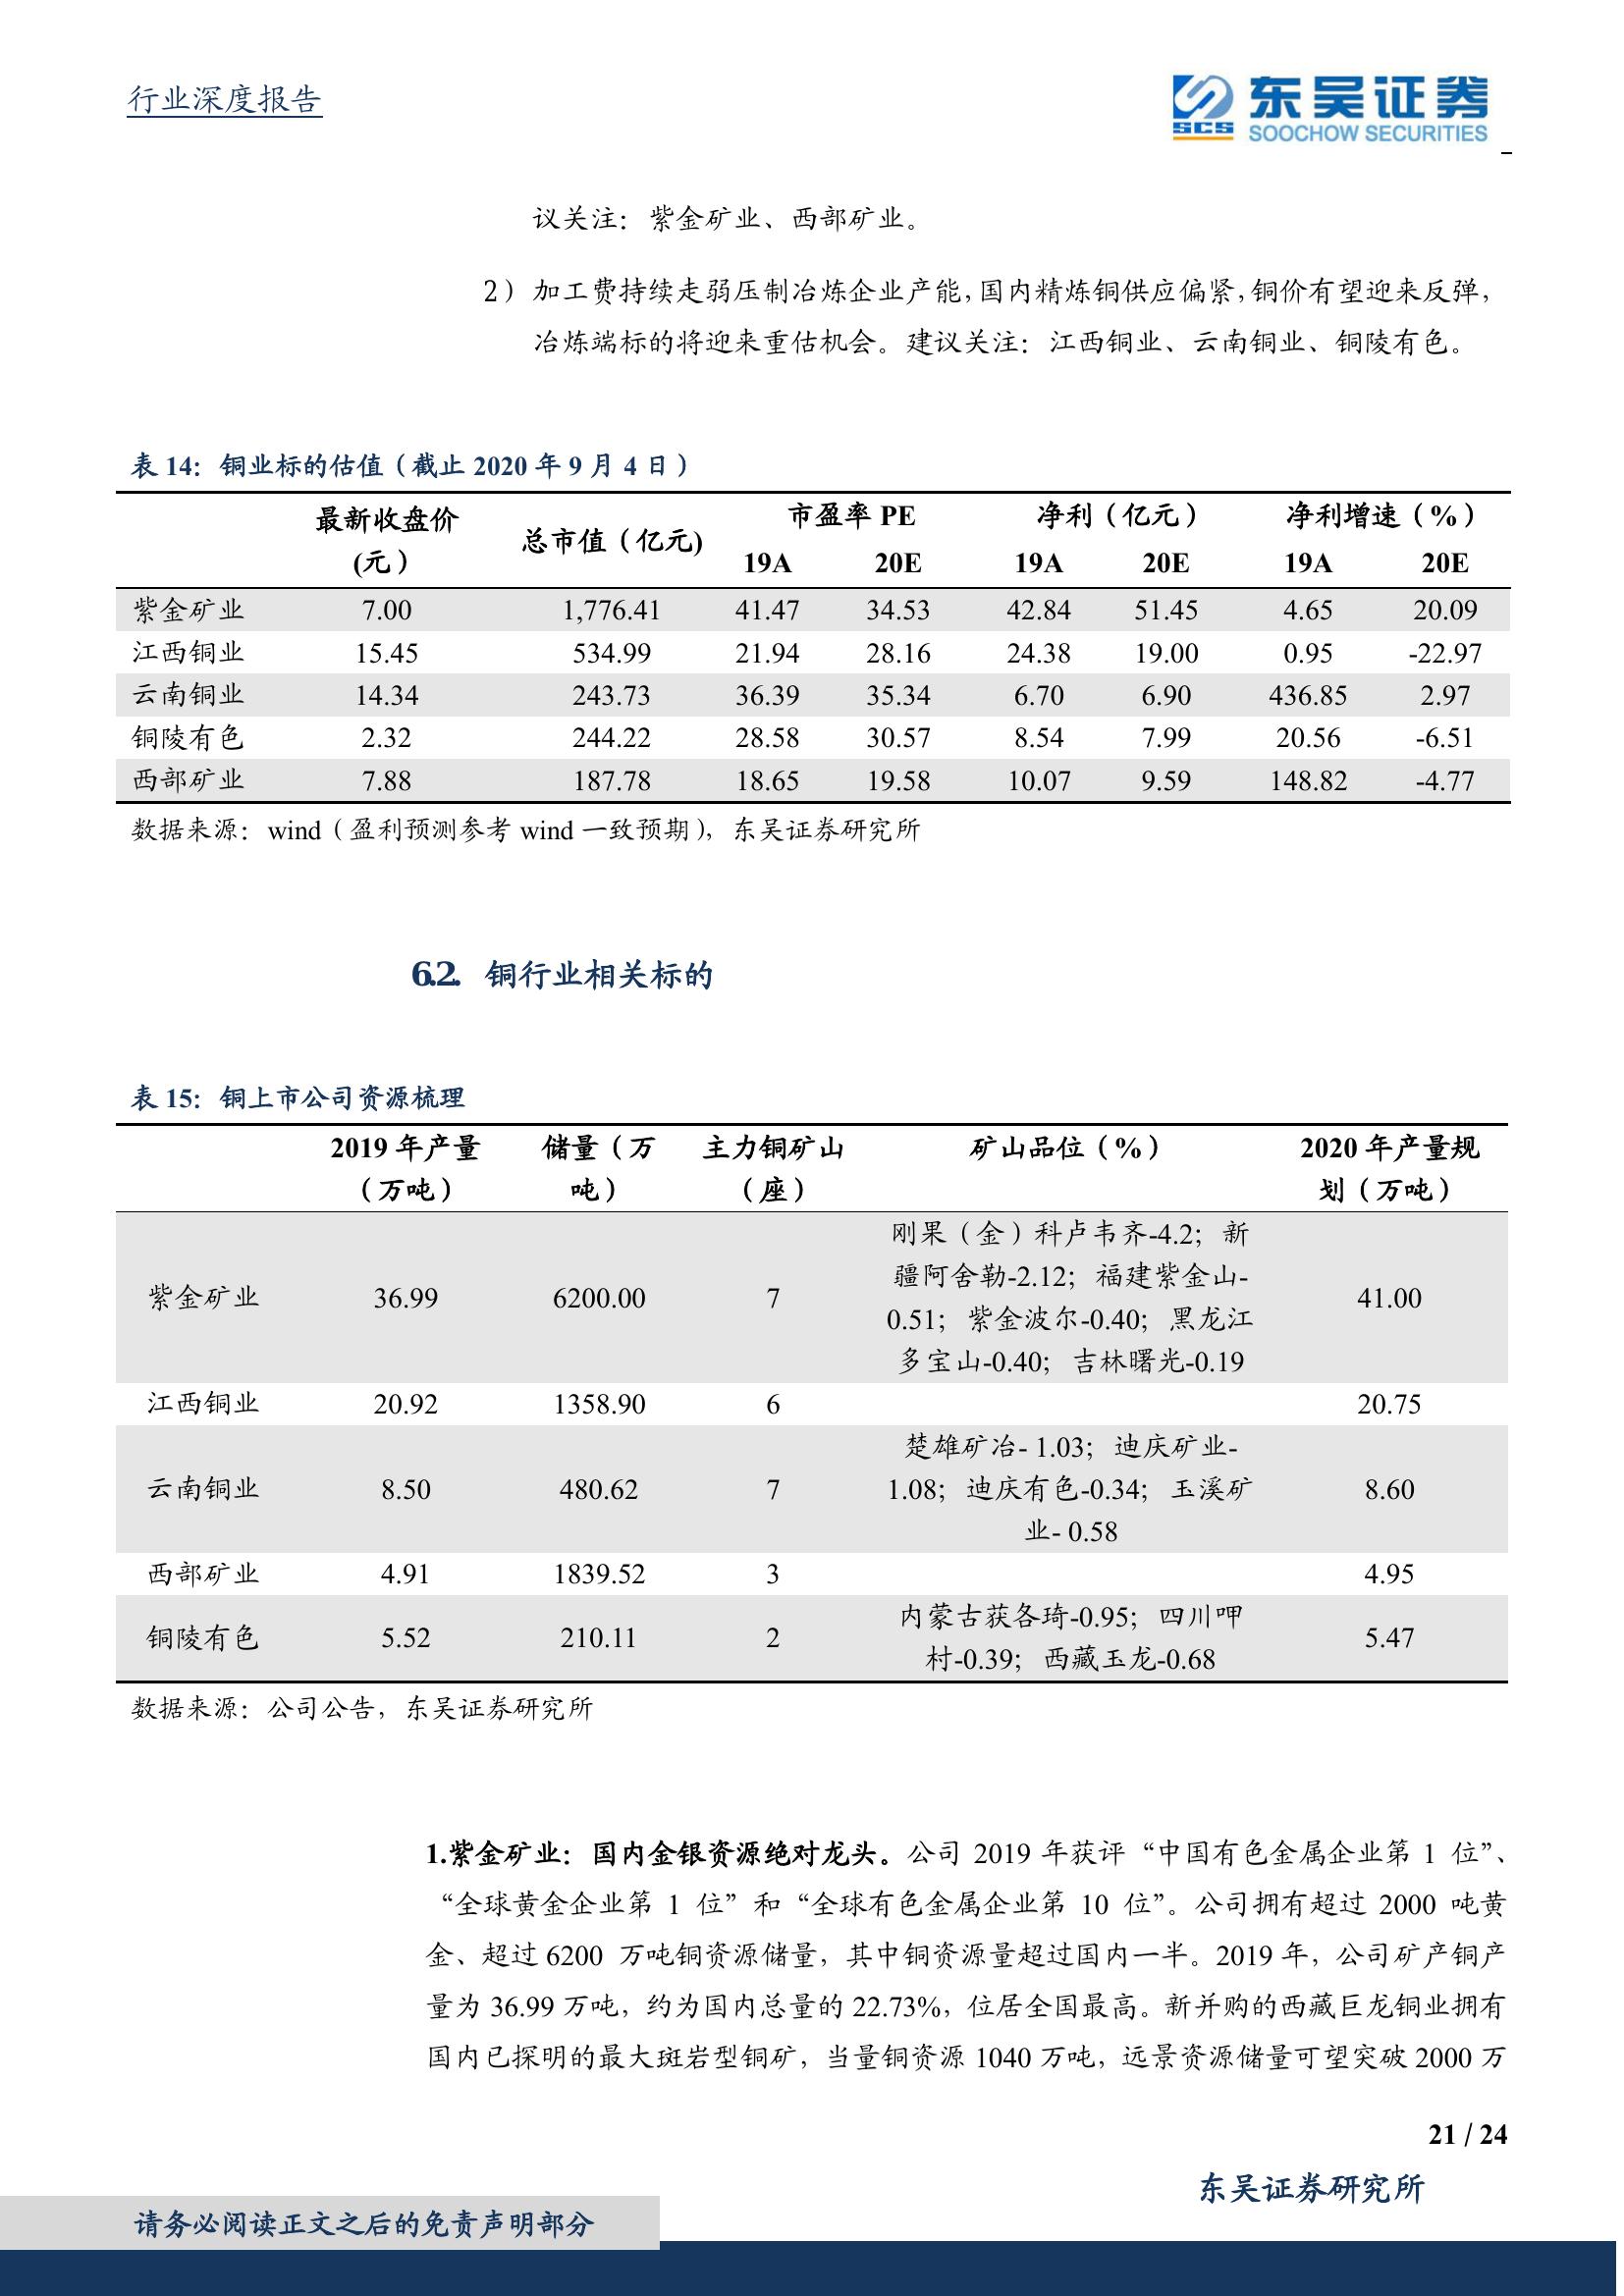 行业深度报告
SCS 东吴证券
SOOCHOW SECURITIES
议关注：紫金矿业、西部矿业。
2） 加工费持续走弱压制冶炼企业产能，国内精炼铜供应偏紧，铜价有望迎来反弹，
冶炼端标的将迎来重估机会。建议关注：江西铜业、云南铜业、铜陵有色。
表 14：铜业标的估值（截止 2020 年 9 月 4 日）
最新收盘价 总市值（亿元) 市盈率 PE 净利（亿元） 净利增速（%）
(元） 19A 20E 19A 20E 19A 20E
紫金矿业 7.00 1,776.41 41.47 34.53 42.84 51.45 4.65 20.09
江西铜业 15.45 534.99 21.94 28.16 24.38 19.00 0.95 -22.97
云南铜业 14.34 243.73 36.39 35.34 6.70 6.90 436.85 2.97
铜陵有色 2.32 244.22 28.58 30.57 8.54 7.99 20.56 -6.51
西部矿业 7.88 187.78 18.65 19.58 10.07 9.59 148.82 -4.77
数据来源：wind（盈利预测参考 wind 一致预期），东吴证券研究所
6.2. 铜行业相关标的
表 15：铜上市公司资源梳理
2019 年产量 储量（万 主力铜矿山 矿山品位（%） 2020 年产量规
（万吨） 吨） （座） 划（万吨）
刚果（金）科卢韦齐-4.2；新
疆阿舍勒-2.12；福建紫金山-
紫金矿业 36.99 6200.00 7 41.00
0.51；紫金波尔-0.40；黑龙江
多宝山-0.40；吉林曙光-0.19
江西铜业 20.92 1358.90 6 20.75
楚雄矿冶- 1.03；迪庆矿业-
云南铜业 8.50 480.62 7 1.08；迪庆有色-0.34；玉溪矿 8.60
业- 0.58
西部矿业 4.91 1839.52 3 4.95
内蒙古获各琦-0.95；四川呷
铜陵有色 5.52 210.11 2 5.47
村-0.39；西藏玉龙-0.68
数据来源：公司公告，东吴证券研究所
1.紫金矿业：国内金银资源绝对龙头。公司 2019 年获评“中国有色金属企业第 1 位”、
“全球黄金企业第 1 位”和“全球有色金属企业第 10 位”。公司拥有超过 2000 吨黄
金、超过 6200 万吨铜资源储量，其中铜资源量超过国内一半。2019 年，公司矿产铜产
量为 36.99 万吨，约为国内总量的 22.73%，位居全国最高。新并购的西藏巨龙铜业拥有
国内已探明的最大斑岩型铜矿，当量铜资源 1040 万吨，远景资源储量可望突破 2000 万
21 / 24
东吴证券研究所
请务必阅读正文之后的免责声明部分